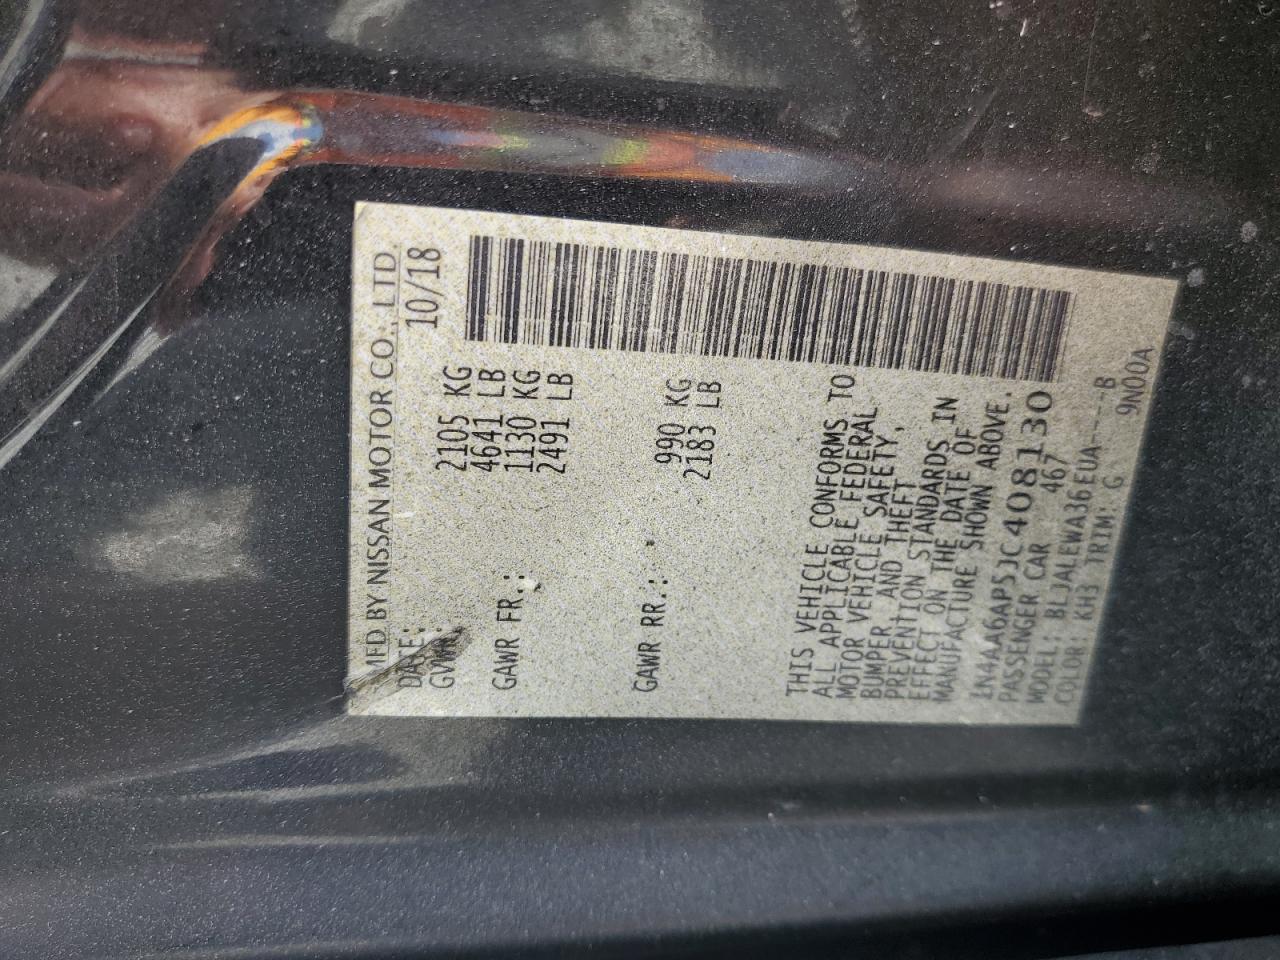 MFD BY NISSAN MOTOR CO., LTD.
DATE: 10/18
GVWR: 2105 KG
4641 LB
GAWR FR.: 1130 KG
2491 LB
GAWR RR.: 990 KG
2183 LB
THIS VEHICLE CONFORMS TO
ALL APPLICABLE FEDERAL
MOTOR VEHICLE SAFETY,
BUMPER AND THEFT
PREVENTION STANDARDS IN
EFFECT ON THE DATE OF
MANUFACTURE SHOWN ABOVE.
1N4AA6AP5JC408130
PASSENGER CAR 467
MODEL: BLJALEWA36EUA----B
COLOR: KH3 TRIM: G 9N00A